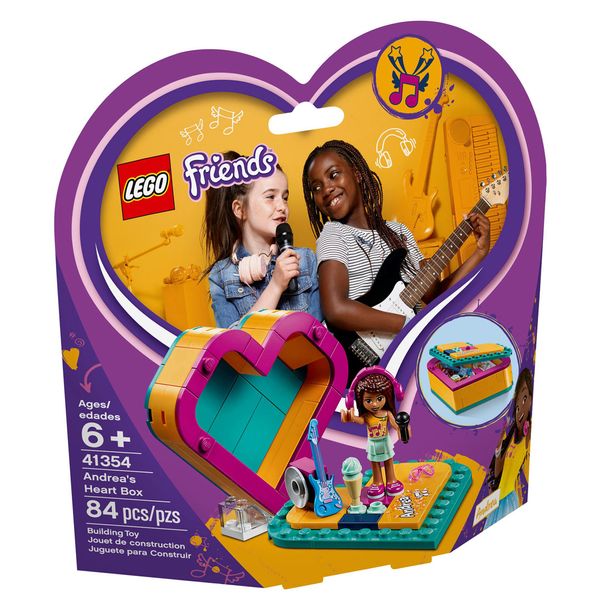 LEGO
Friends
Ages/
edades
6+
41354
Andrea's
Heart Box
84 pcs/pzs
Building Toy
Jouet de construction
Juguete para Construir
Andrea